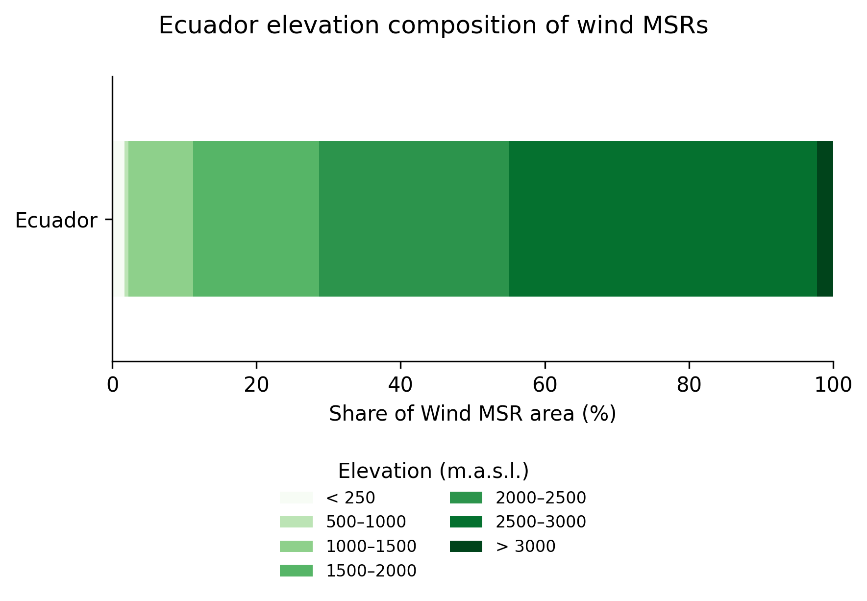 Ecuador elevation composition of wind MSRs
Ecuador
0 20 40 60 80 100
Share of Wind MSR area (%)
Elevation (m.a.s.l.)
< 250
500–1000
1000–1500
1500–2000
2000–2500
2500–3000
> 3000